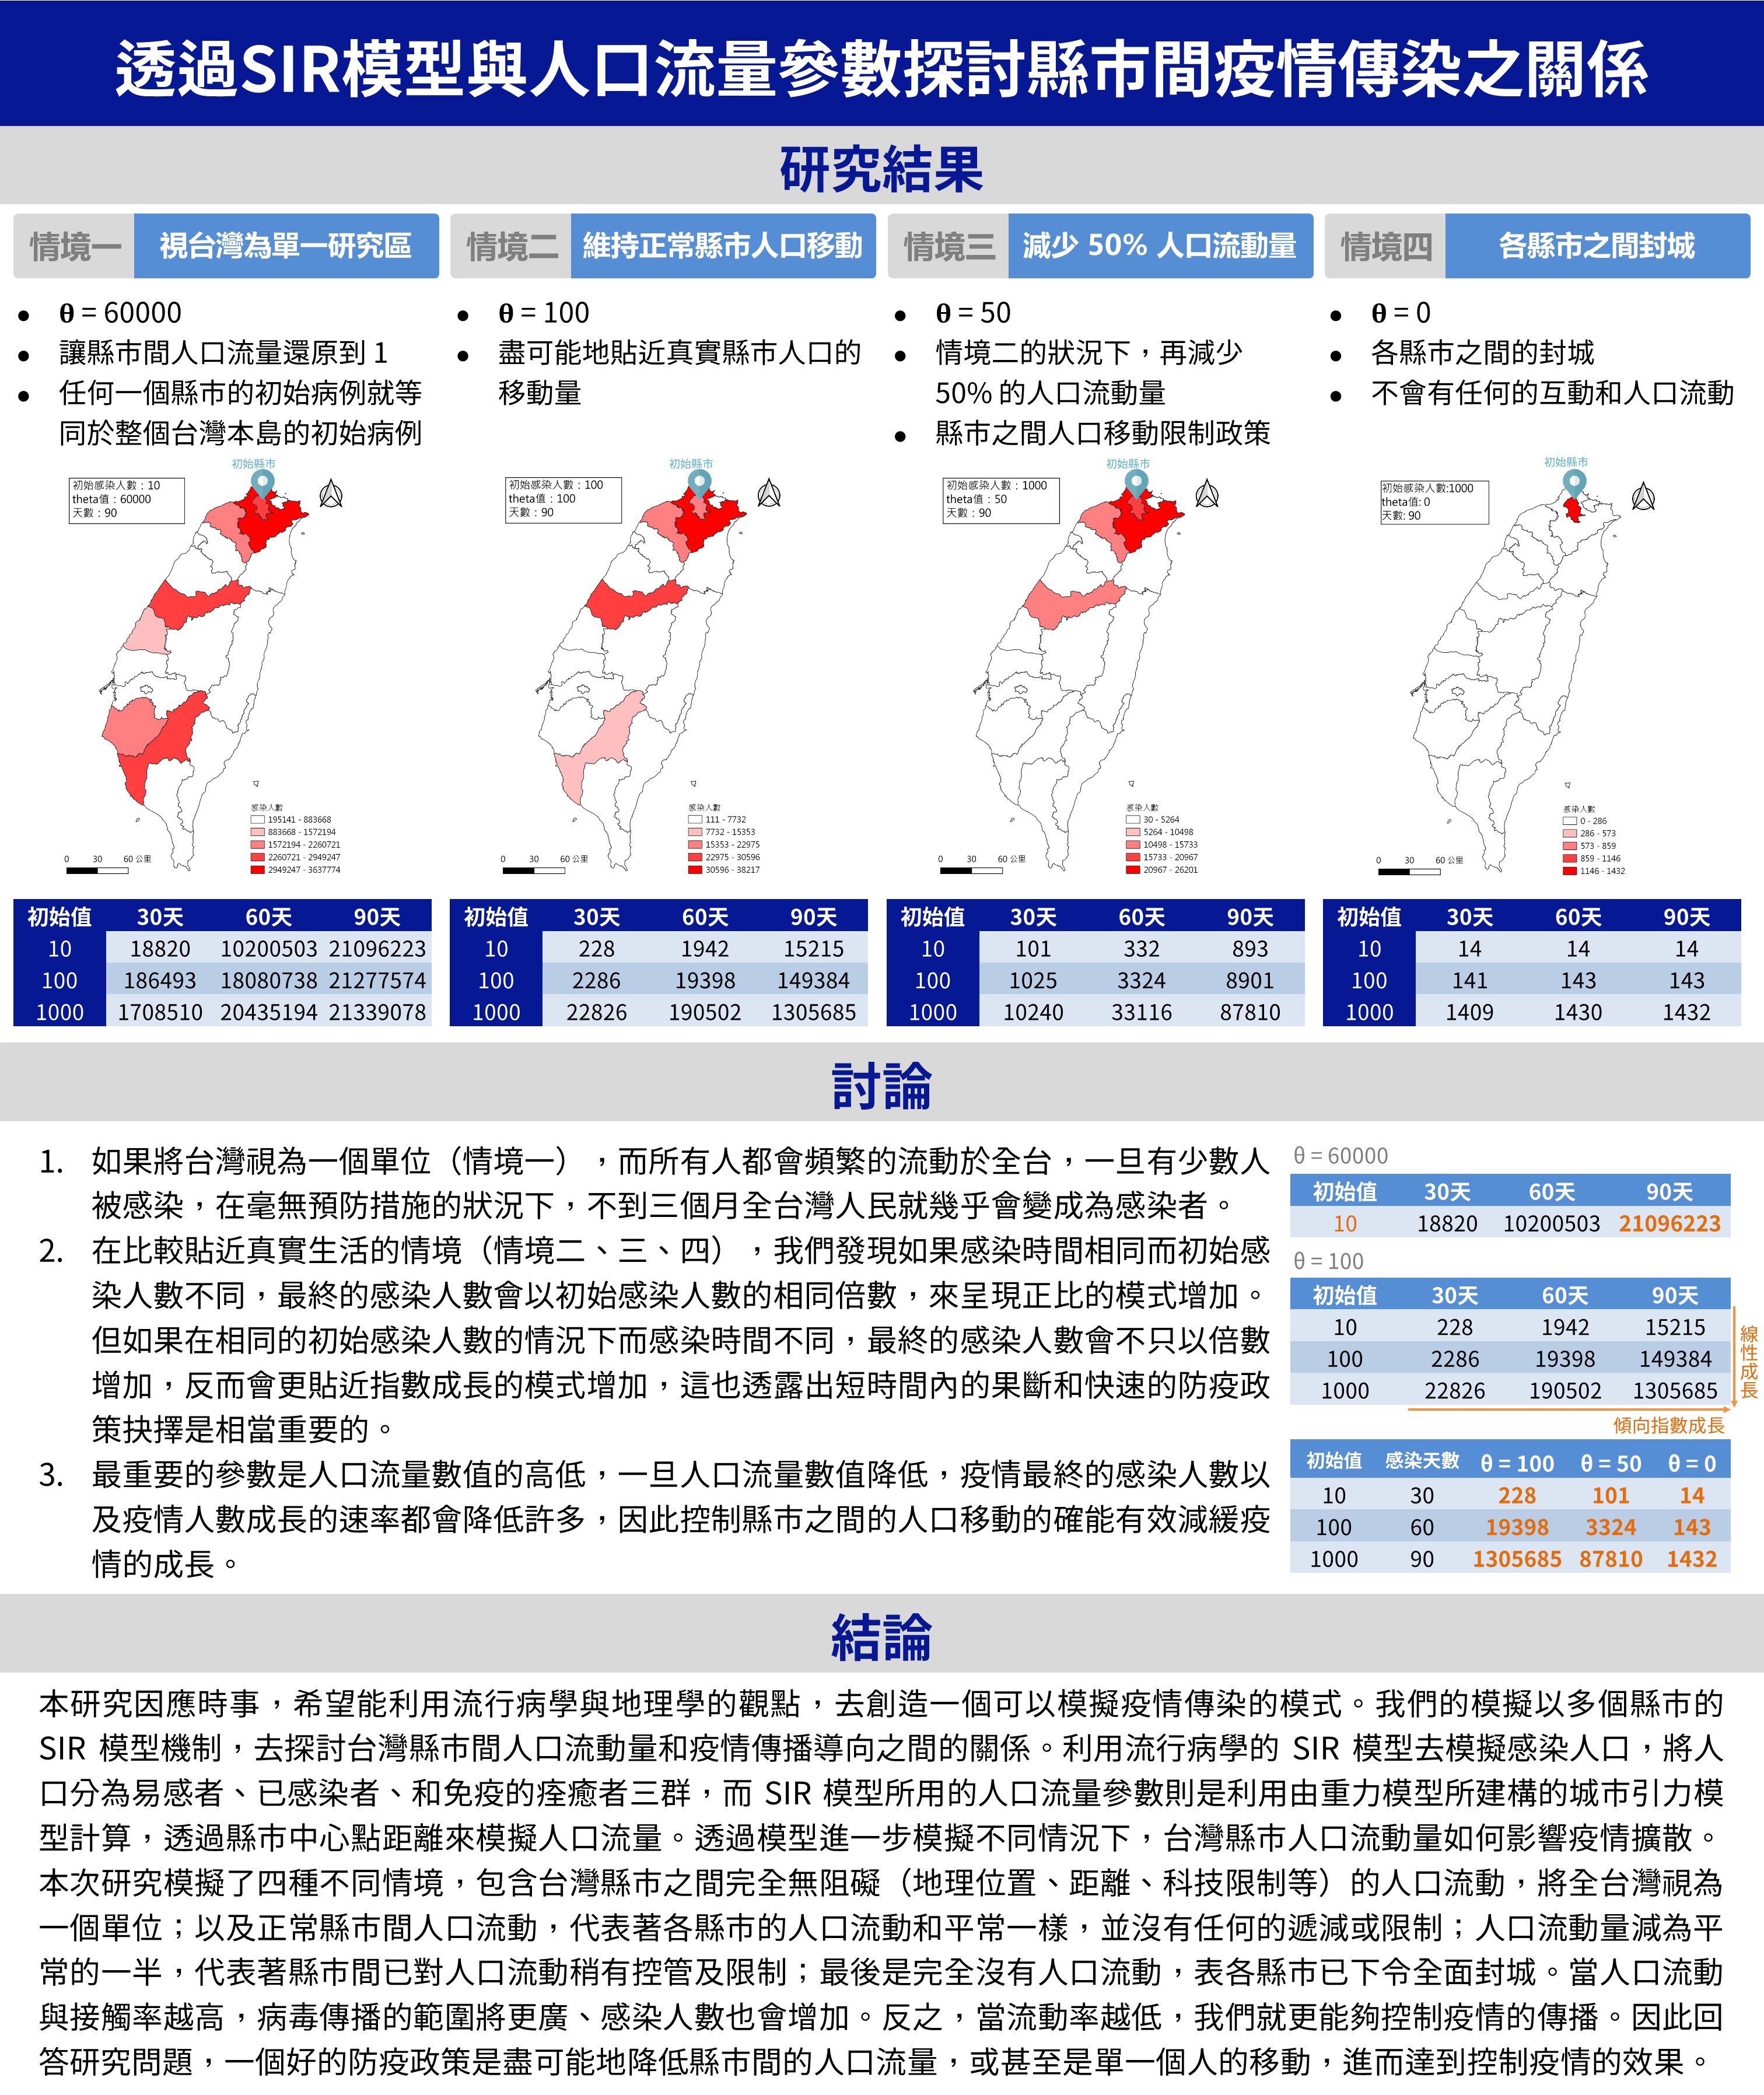 透過SIR模型與人口流量參數探討縣市間疫情傳染之關係
研究結果
情境一 視台灣為單一研究區
θ = 60000
讓縣市間人口流量還原到 1
任何一個縣市的初始病例就等
同於整個台灣本島的初始病例
初始縣市
初始感染人數：10
theta值：60000
天數：90
感染人數
195141 - 883668
883668 - 1572194
1572194 - 2260721
2260721 - 2949247
2949247 - 3637774
0 30 60 公里
初始值 30天 60天 90天
10 18820 10200503 21096223
100 186493 18080738 21277574
1000 1708510 20435194 21339078
情境二 維持正常縣市人口移動
θ = 100
盡可能地貼近真實縣市人口的
移動量
初始縣市
初始感染人數：100
theta值：100
天數：90
感染人數
111 - 7732
7732 - 15353
15353 - 22975
22975 - 30596
30596 - 38217
0 30 60 公里
初始值 30天 60天 90天
10 228 1942 15215
100 2286 19398 149384
1000 22826 190502 1305685
情境三 減少 50% 人口流動量
θ = 50
情境二的狀況下，再減少
50% 的人口流動量
縣市之間人口移動限制政策
初始縣市
初始感染人數：1000
theta值：50
天數：90
感染人數
30 - 5264
5264 - 10498
10498 - 15733
15733 - 20967
20967 - 26201
0 30 60 公里
初始值 30天 60天 90天
10 101 332 893
100 1025 3324 8901
1000 10240 33116 87810
情境四 各縣市之間封城
θ = 0
各縣市之間的封城
不會有任何的互動和人口流動
初始縣市
初始感染人數:1000
theta值: 0
天數: 90
感染人數
0 - 286
286 - 573
573 - 859
859 - 1146
1146 - 1432
0 30 60 公里
初始值 30天 60天 90天
10 14 14 14
100 141 143 143
1000 1409 1430 1432
討論
1. 如果將台灣視為一個單位（情境一），而所有人都會頻繁的流動於全台，一旦有少數人
被感染，在毫無預防措施的狀況下，不到三個月全台灣人民就幾乎會變成為感染者。
2. 在比較貼近真實生活的情境（情境二、三、四），我們發現如果感染時間相同而初始感
染人數不同，最終的感染人數會以初始感染人數的相同倍數，來呈現正比的模式增加。
但如果在相同的初始感染人數的情況下而感染時間不同，最終的感染人數會不只以倍數
增加，反而會更貼近指數成長的模式增加，這也透露出短時間內的果斷和快速的防疫政
策抉擇是相當重要的。
3. 最重要的參數是人口流量數值的高低，一旦人口流量數值降低，疫情最終的感染人數以
及疫情人數成長的速率都會降低許多，因此控制縣市之間的人口移動的確能有效減緩疫
情的成長。
θ = 60000
初始值 30天 60天 90天
10 18820 10200503 21096223
θ = 100
初始值 30天 60天 90天
10 228 1942 15215
100 2286 19398 149384
1000 22826 190502 1305685
線性成長
傾向指數成長
初始值 感染天數 θ = 100 θ = 50 θ = 0
10 30 228 101 14
100 60 19398 3324 143
1000 90 1305685 87810 1432
結論
本研究因應時事，希望能利用流行病學與地理學的觀點，去創造一個可以模擬疫情傳染的模式。我們的模擬以多個縣市的
SIR 模型機制，去探討台灣縣市間人口流動量和疫情傳播導向之間的關係。利用流行病學的 SIR 模型去模擬感染人口，將人
口分為易感者、已感染者、和免疫的痊癒者三群，而 SIR 模型所用的人口流量參數則是利用由重力模型所建構的城市引力模
型計算，透過縣市中心點距離來模擬人口流量。透過模型進一步模擬不同情況下，台灣縣市人口流動量如何影響疫情擴散。
本次研究模擬了四種不同情境，包含台灣縣市之間完全無阻礙（地理位置、距離、科技限制等）的人口流動，將全台灣視為
一個單位；以及正常縣市間人口流動，代表著各縣市的人口流動和平常一樣，並沒有任何的遞減或限制；人口流動量減為平
常的一半，代表著縣市間已對人口流動稍有控管及限制；最後是完全沒有人口流動，表各縣市已下令全面封城。當人口流動
與接觸率越高，病毒傳播的範圍將更廣、感染人數也會增加。反之，當流動率越低，我們就更能夠控制疫情的傳播。因此回
答研究問題，一個好的防疫政策是盡可能地降低縣市間的人口流量，或甚至是單一個人的移動，進而達到控制疫情的效果。